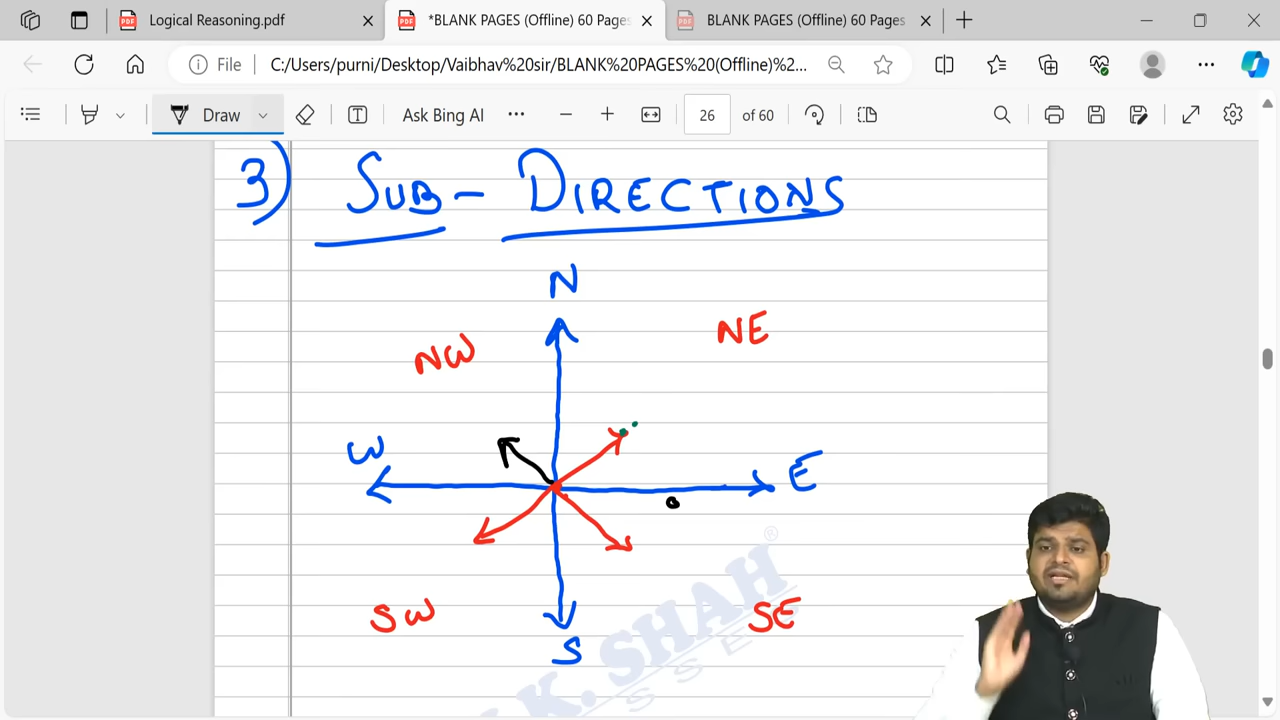 Logical Reasoning.pdf
*BLANK PAGES (Offline) 60 Pages
BLANK PAGES (Offline) 60 Pages
File
C:/Users/purni/Desktop/Vaibhav%20sir/BLANK%20PAGES%20(Offline)%2...
Draw
Ask Bing AI
26
of 60
3) SUB - DIRECTIONS
N
NW
NE
W
E
SW
SE
S
K. SHAH
®